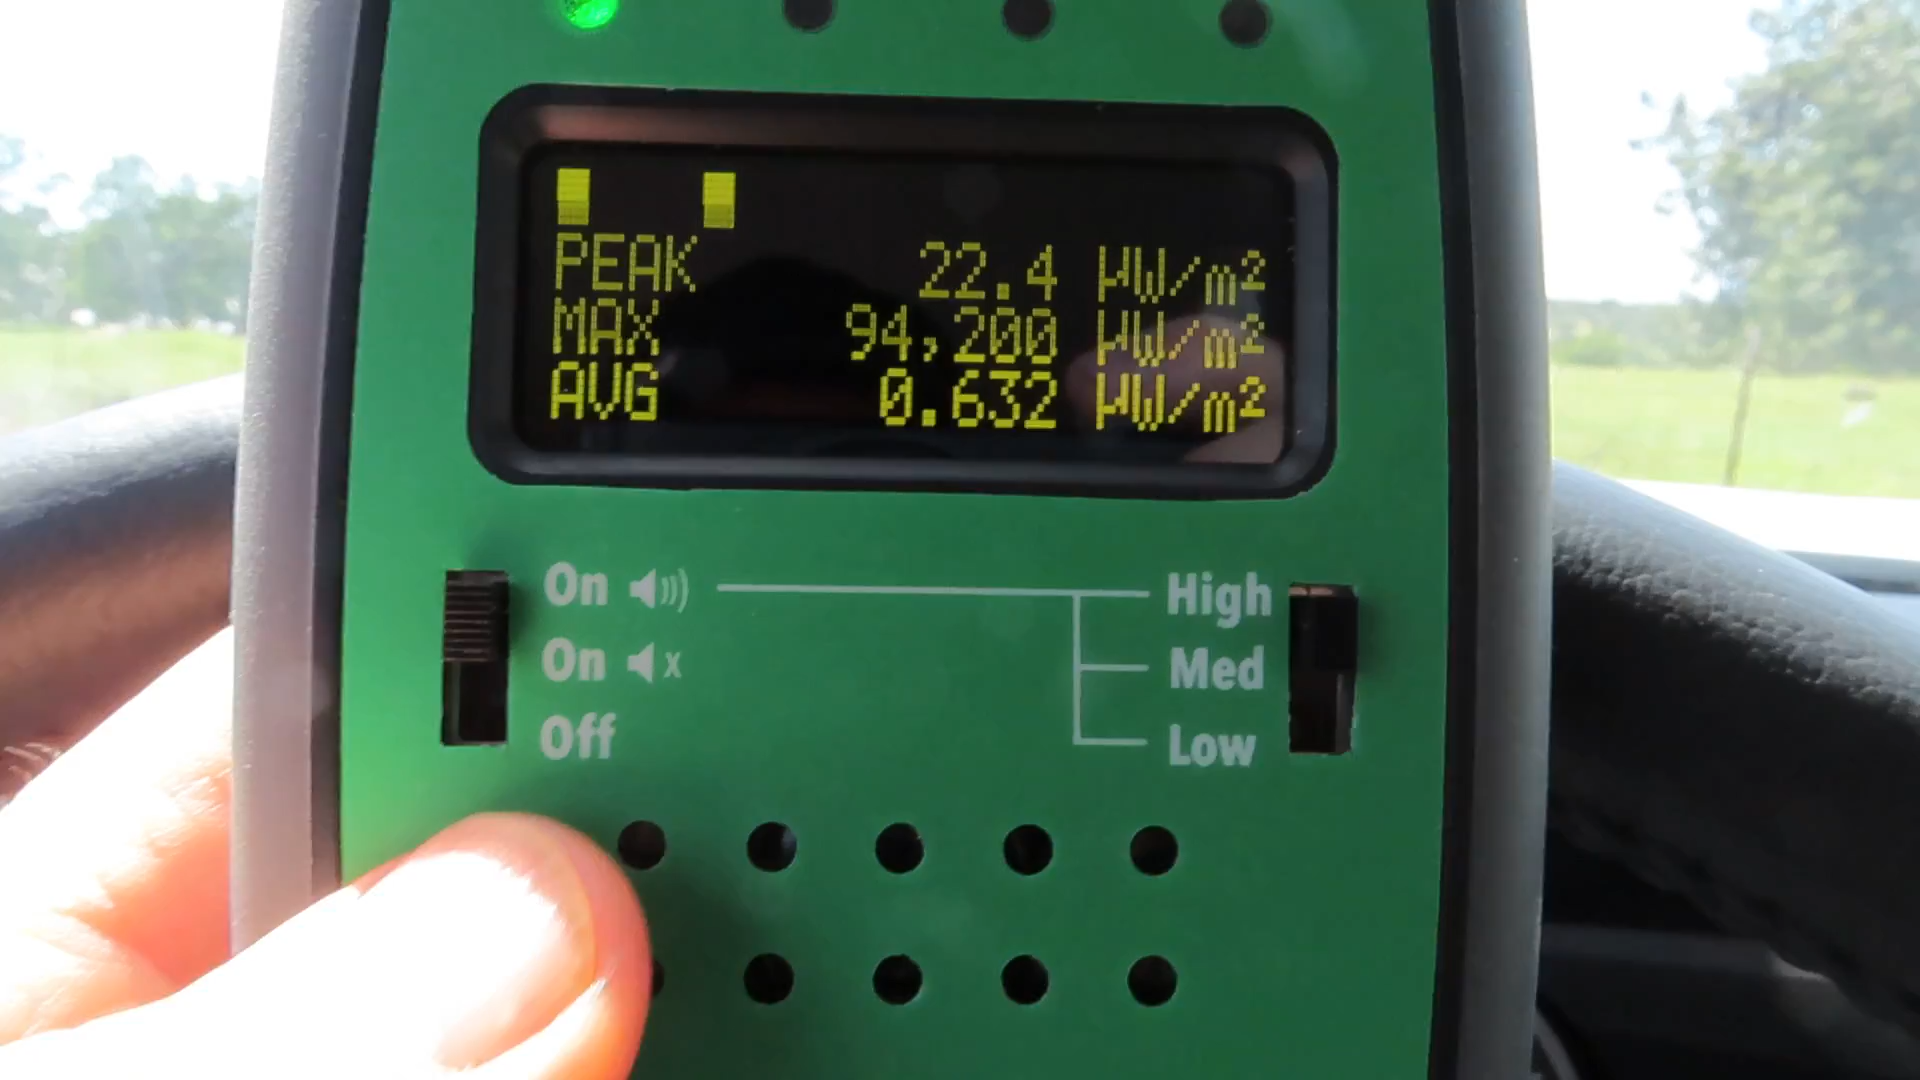 PEAK 22.4 µW/m²
MAX 94,200 µW/m²
AVG 0.632 µW/m²
On High
On x Med
Off Low